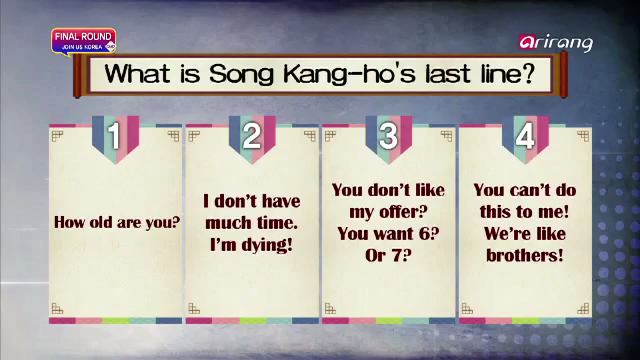 FINAL ROUND
JOIN US KOREA
arirang
What is Song Kang-ho's last line?
1
How old are you?
2
I don't have
much time.
I'm dying!
3
You don't like
my offer?
You want 6?
Or 7?
4
You can't do
this to me!
We're like
brothers!